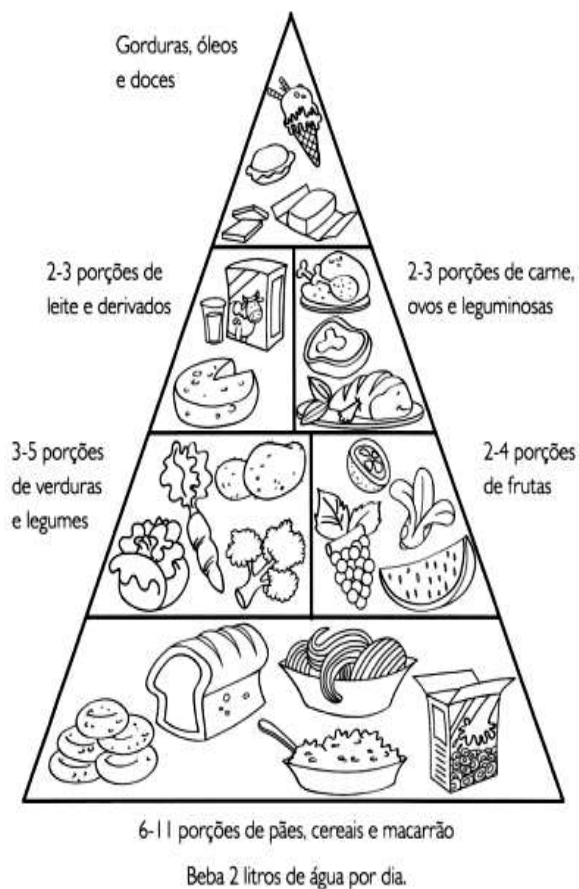 Gorduras, óleos
e doces
2-3 porções de
leite e derivados
2-3 porções de carne,
ovos e leguminosas
3-5 porções
de verduras
e legumes
2-4 porções
de frutas
6-11 porções de pães, cereais e macarrão
Beba 2 litros de água por dia.